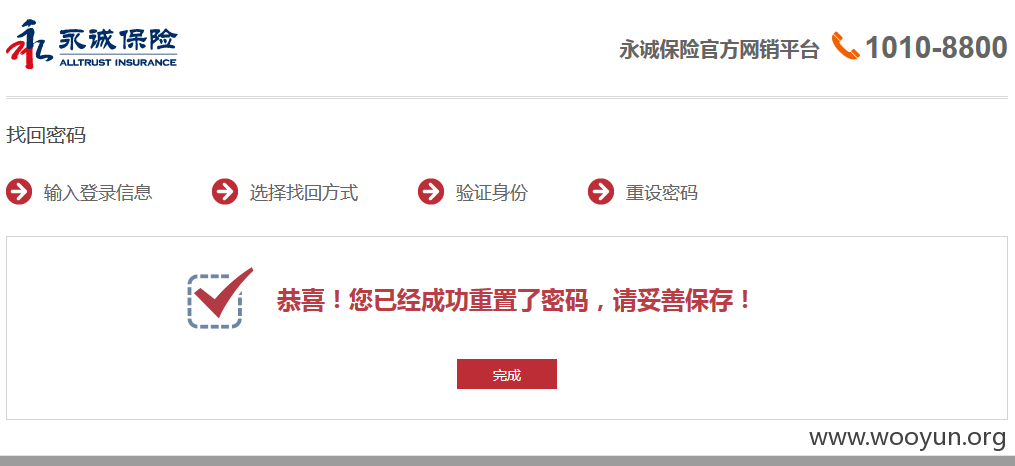 永诚保险
ALLTRUST INSURANCE
永诚保险官方网销平台 1010-8800
找回密码
输入登录信息 选择找回方式 验证身份 重设密码
恭喜！您已经成功重置了密码，请妥善保存！
完成
www.wooyun.org